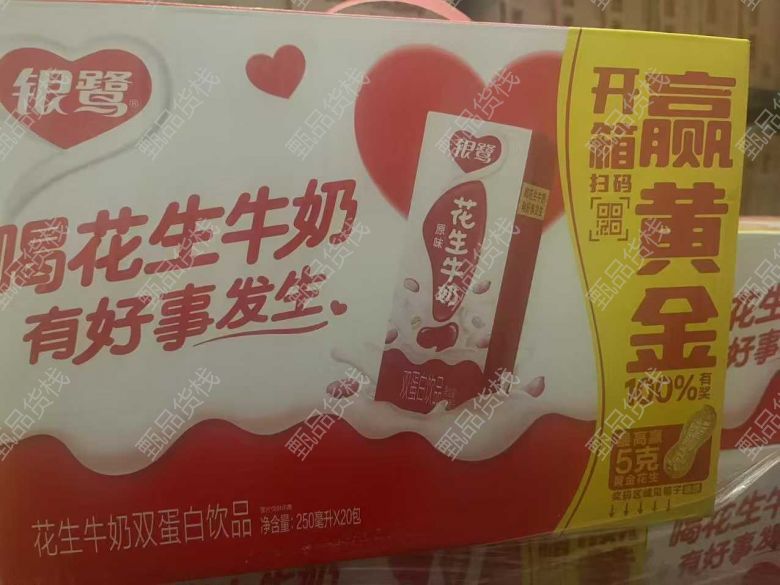 银鹭®
喝花生牛奶
有好事发生
银鹭
花生牛奶
原味
双蛋白饮品
花生牛奶双蛋白饮品
净含量:250毫升X20包
开箱
扫码
赢黄金
100%有奖
最高赢
5克
黄金花生
花生
好事
喝花生牛
有好事发
甄品货栈